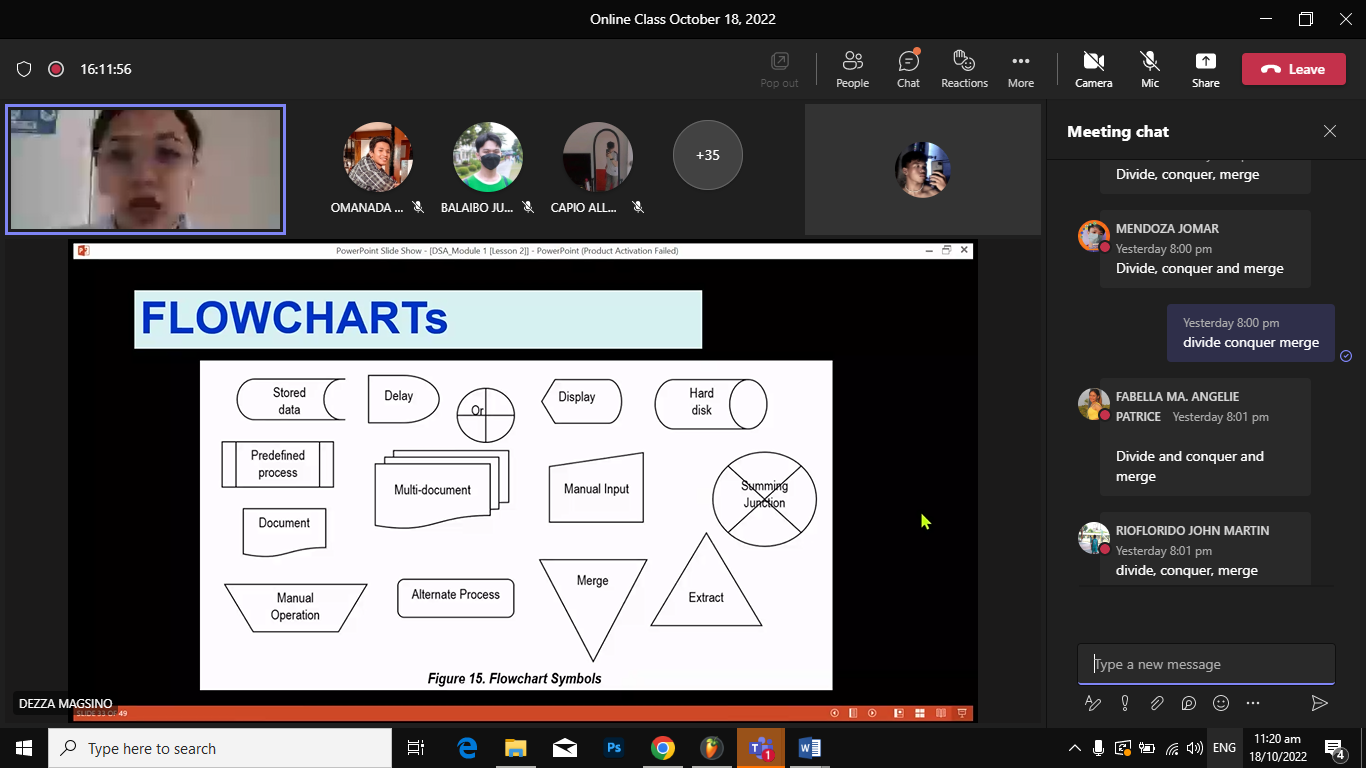 Online Class October 18, 2022
16:11:56
Pop out
People
Chat
Reactions
More
Camera
Mic
Share
Leave
OMANADA ...
BALAIBO JU...
CAPIO ALL...
+35
Meeting chat
Divide, conquer, merge
MENDOZA JOMAR
Yesterday 8:00 pm
Divide, conquer and merge
Yesterday 8:00 pm
divide conquer merge
FABELLA MA. ANGELIE
PATRICE Yesterday 8:01 pm
Divide and conquer and
merge
RIOFLORIDO JOHN MARTIN
Yesterday 8:01 pm
divide, conquer, merge
Type a new message
PowerPoint Slide Show - [DSA_Module 1 [Lesson 2]] - PowerPoint (Product Activation Failed)
FLOWCHARTs
Stored
data
Delay
Or
Display
Hard
disk
Predefined
process
Multi-document
Manual Input
Summing
Junction
Document
Manual
Operation
Alternate Process
Merge
Extract
Figure 15. Flowchart Symbols
DEZZA MAGSINO
SLIDE 33 OF 49
Type here to search
Ps
1
ENG
11:20 am
18/10/2022
4